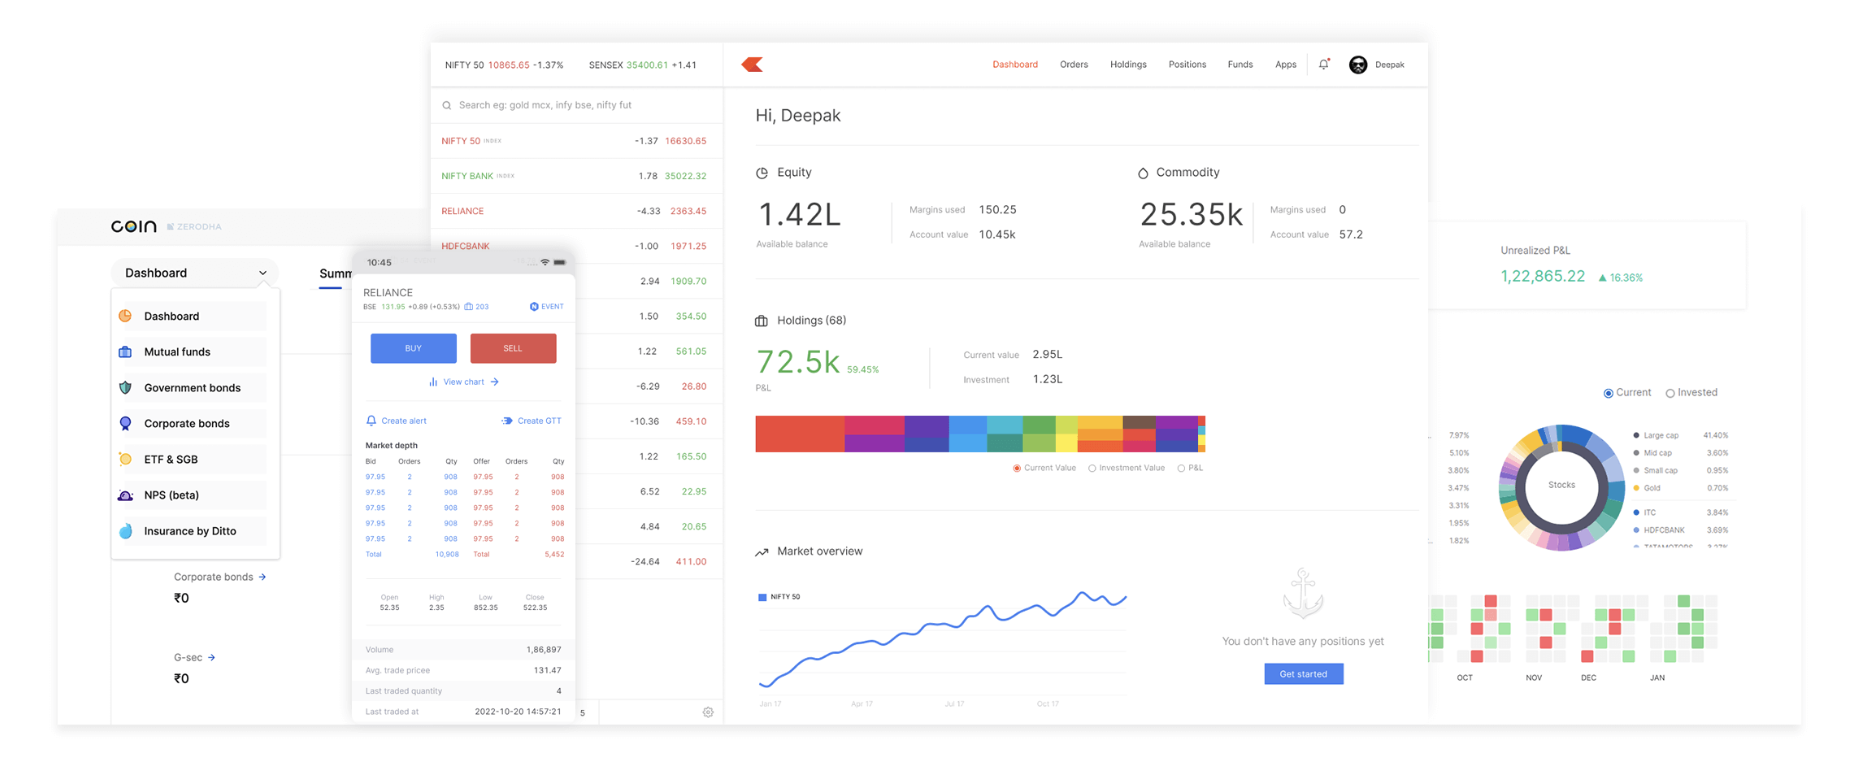 NIFTY 50 10865.65 -1.37% SENSEX 35400.61 +1.41
Dashboard Orders Holdings Positions Funds Apps Deepak
Search eg: gold mcx, infy bse, nifty fut
NIFTY 50 INDEX -1.37 16630.65
NIFTY BANK INDEX 1.78 35022.32
RELIANCE -4.33 2363.45
HDFCBANK -1.00 1971.25
2.94 1909.70
1.50 354.50
1.22 561.05
-6.29 26.80
-10.36 459.10
1.22 165.50
6.52 22.95
4.84 20.65
-24.64 411.00
5
Hi, Deepak
Equity
1.42L
Available balance
Margins used 150.25
Account value 10.45k
Commodity
25.35k
Available balance
Margins used 0
Account value 57.2
Holdings (68)
72.5k 59.45%
P&L
Current value 2.95L
Investment 1.23L
Current Value Investment Value P&L
Market overview
NIFTY 50
Jan 17 Apr 17 Jul 17 Oct 17
You don't have any positions yet
Get started
COIN ZERODHA
Dashboard
Summ
Dashboard
Mutual funds
Government bonds
Corporate bonds
ETF & SGB
NPS (beta)
Insurance by Ditto
Corporate bonds →
₹0
G-sec →
₹0
10:45
RELIANCE
BSE 131.95 +0.89 (+0.53%) 203 EVENT
BUY SELL
View chart →
Create alert Create GTT
Market depth
Bid Orders Qty Offer Orders Qty
97.95 2 908 97.95 2 908
97.95 2 908 97.95 2 908
97.95 2 908 97.95 2 908
97.95 2 908 97.95 2 908
97.95 2 908 97.95 2 908
Total 10,908 Total 5,452
Open High Low Close
52.35 2.35 852.35 522.35
Volume 1,86,897
Avg. trade pricee 131.47
Last traded quantity 4
Last traded at 2022-10-20 14:57:21
Unrealized P&L
1,22,865.22 ▲ 16.36%
Current Invested
7.97%
5.10%
3.80%
3.47%
3.31%
1.95%
1.82%
Stocks
Large cap 41.40%
Mid cap 3.60%
Small cap 0.95%
Gold 0.70%
ITC 3.84%
HDFCBANK 3.69%
TATAMOTORS 3.27%
OCT NOV DEC JAN